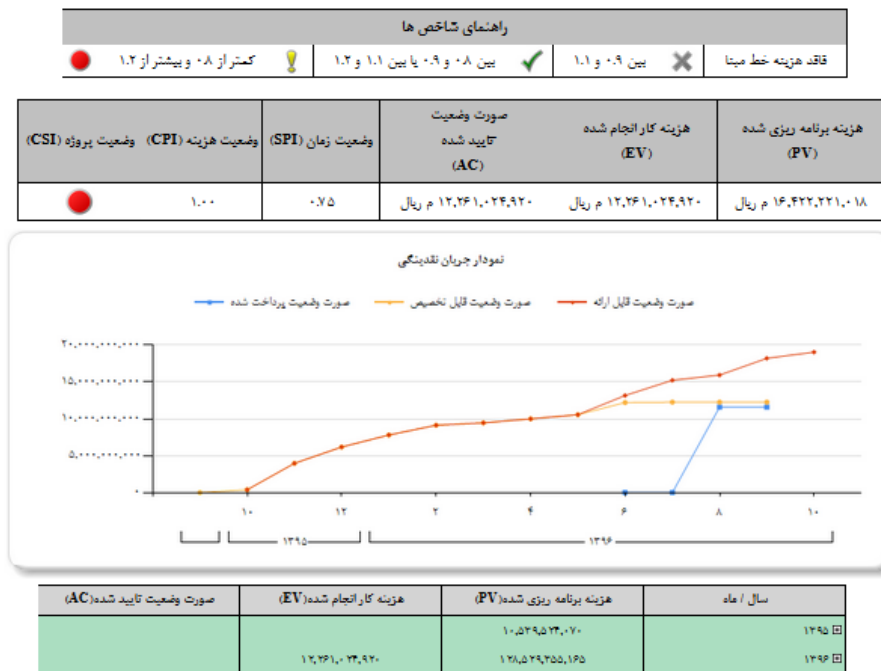 راهنمای شاخص ها
فاقد هزینه خط مبنا
بین ۰.۹ و ۱.۱
بین ۰.۸ و ۰.۹ یا بین ۱.۱ و ۱.۲
کمتر از ۰.۸ و بیشتر از ۱.۲
هزینه برنامه ریزی شده
(PV)
هزینه کار انجام شده
(EV)
صورت وضعیت
تایید شده
(AC)
وضعیت زمان (SPI)
وضعیت هزینه (CPI)
وضعیت پروژه (CSI)
۱۶,۴۲۲,۲۲۱,۰۱۸ م ریال
۱۲,۲۶۱,۰۲۴,۹۲۰ م ریال
۱۲,۲۶۱,۰۲۴,۹۲۰ م ریال
۰.۷۵
۱.۰۰
نمودار جریان نقدینگی
صورت وضعیت قابل ارائه
صورت وضعیت قابل تخصیص
صورت وضعیت پرداخت شده
۲۰,۰۰۰,۰۰۰,۰۰۰
۱۵,۰۰۰,۰۰۰,۰۰۰
۱۰,۰۰۰,۰۰۰,۰۰۰
۵,۰۰۰,۰۰۰,۰۰۰
۰
۱۰ ۱۲ ۲ ۴ ۶ ۸ ۱۰
۱۳۹۵ ۱۳۹۶
سال / ماه
هزینه برنامه ریزی شده(PV)
هزینه کار انجام شده(EV)
صورت وضعیت تایید شده(AC)
۱۳۹۵
۱۰,۵۳۹,۵۲۴,۰۷۰
۱۳۹۶
۱۲۸,۵۲۹,۳۵۵,۱۶۵
۱۲,۲۶۱,۰۲۴,۹۲۰